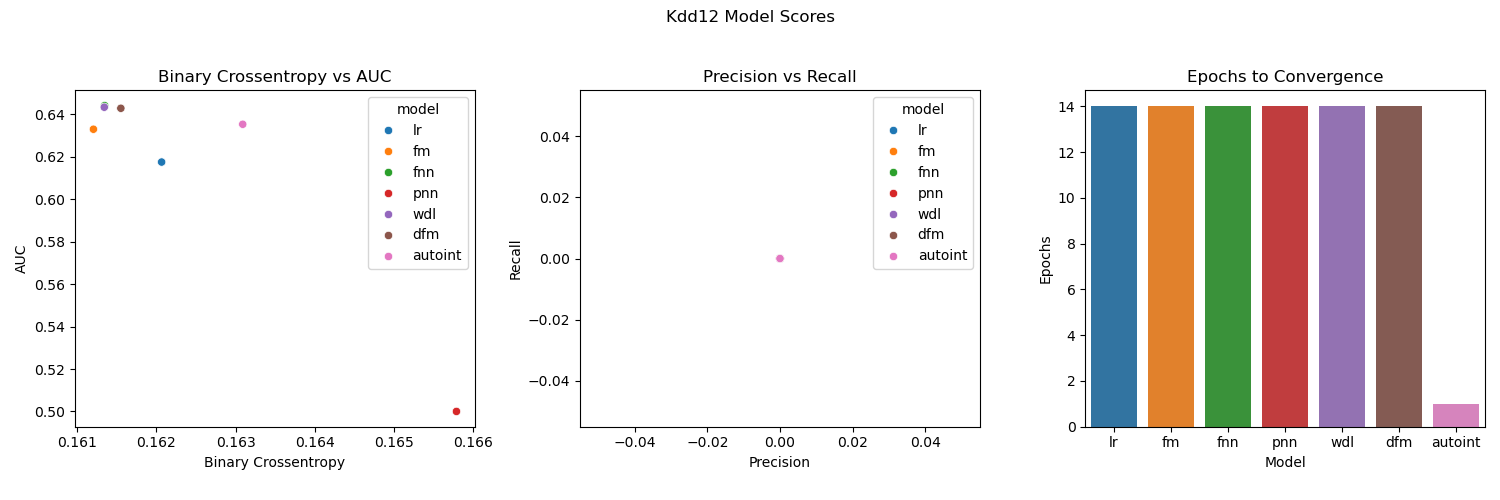 Kdd12 Model Scores
Binary Crossentropy vs AUC
AUC
0.64
0.62
0.60
0.58
0.56
0.54
0.52
0.50
0.161 0.162 0.163 0.164 0.165 0.166
Binary Crossentropy
model
lr
fm
fnn
pnn
wdl
dfm
autoint
Precision vs Recall
Recall
0.04
0.02
0.00
−0.02
−0.04
−0.04 −0.02 0.00 0.02 0.04
Precision
model
lr
fm
fnn
pnn
wdl
dfm
autoint
Epochs to Convergence
Epochs
14
12
10
8
6
4
2
0
lr fm fnn pnn wdl dfm autoint
Model